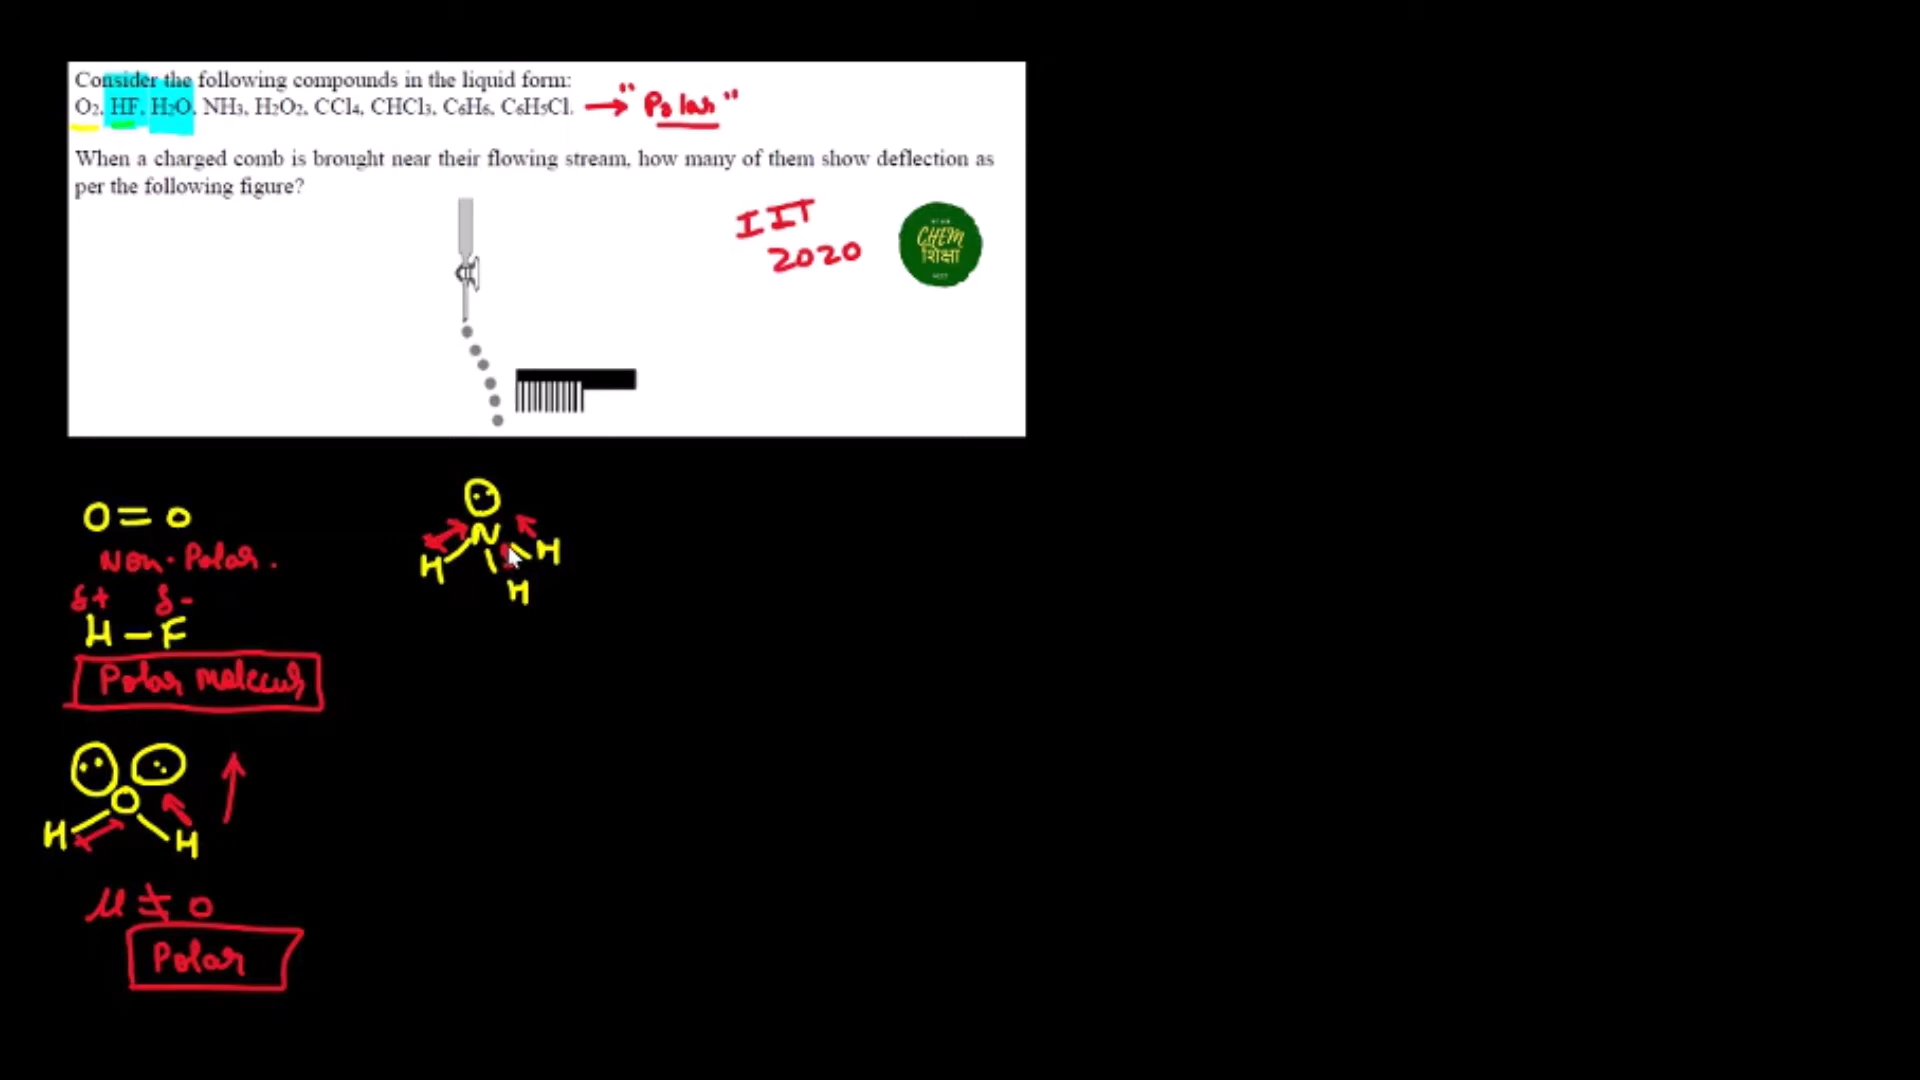 Consider the following compounds in the liquid form:
O2, HF, H2O, NH3, H2O2, CCl4, CHCl3, C6H6, C6H5Cl. → "Polar"
When a charged comb is brought near their flowing stream, how many of them show deflection as
per the following figure?
IIT
2020
CHEM
शिक्षा
O = O
Non-Polar.
δ+ δ-
H - F
Polar molecul
O
H H
μ ≠ 0
Polar
N
H H
H